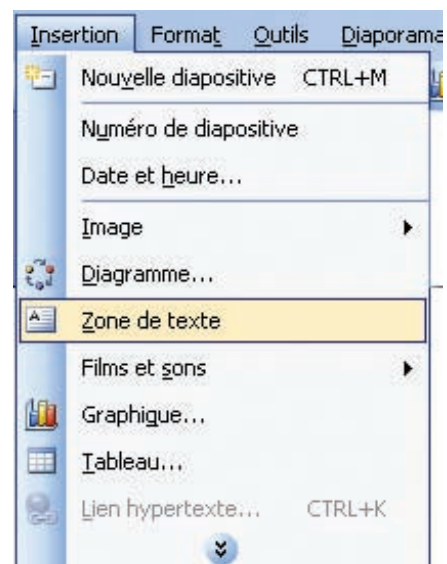 Insertion Format Outils Diaporama
Nouvelle diapositive CTRL+M
Numéro de diapositive
Date et heure...
Image
Diagramme...
Zone de texte
Films et sons
Graphique...
Tableau...
Lien hypertexte... CTRL+K